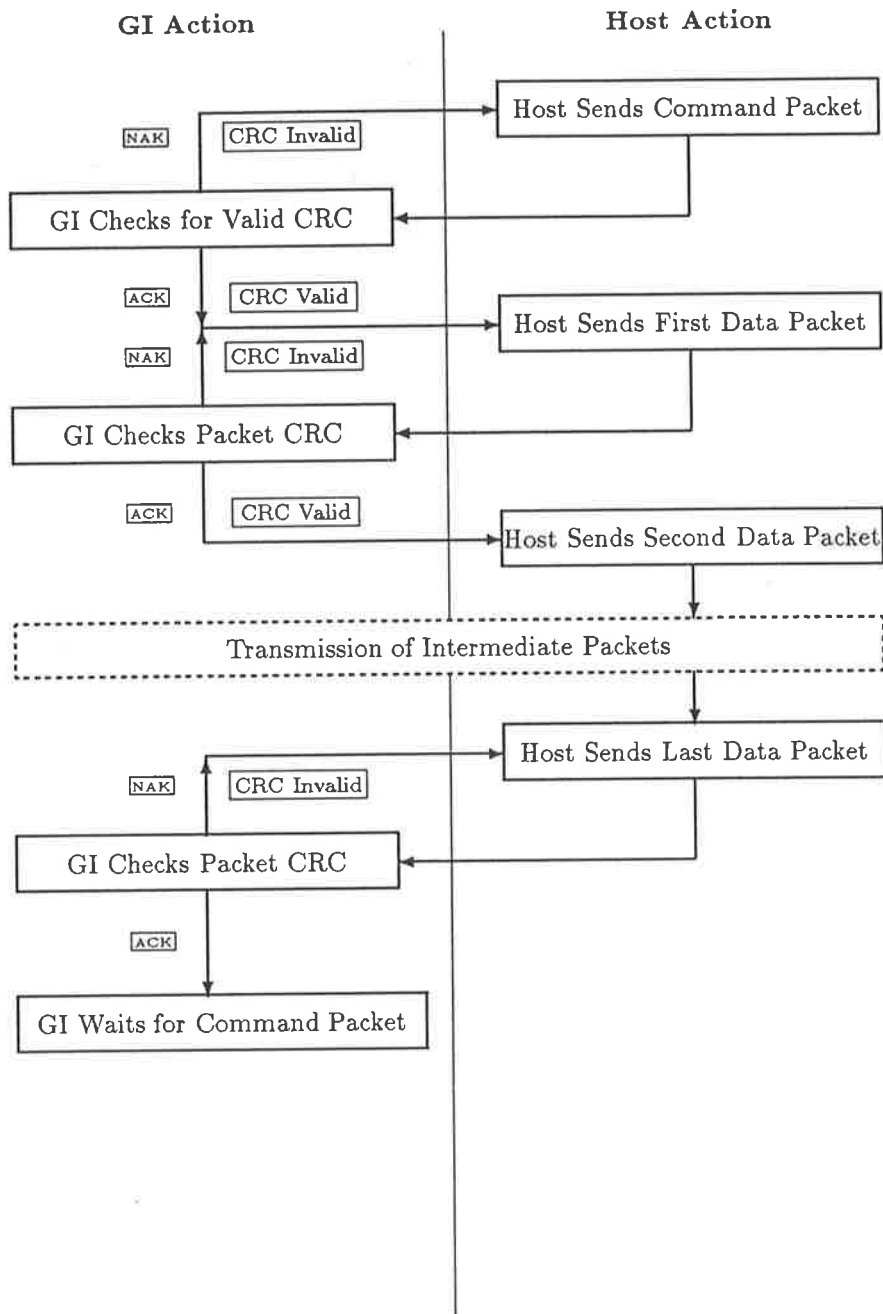 GI Action
Host Action
Host Sends Command Packet
NAK
CRC Invalid
GI Checks for Valid CRC
ACK
CRC Valid
Host Sends First Data Packet
NAK
CRC Invalid
GI Checks Packet CRC
ACK
CRC Valid
Host Sends Second Data Packet
Transmission of Intermediate Packets
Host Sends Last Data Packet
NAK
CRC Invalid
GI Checks Packet CRC
ACK
GI Waits for Command Packet